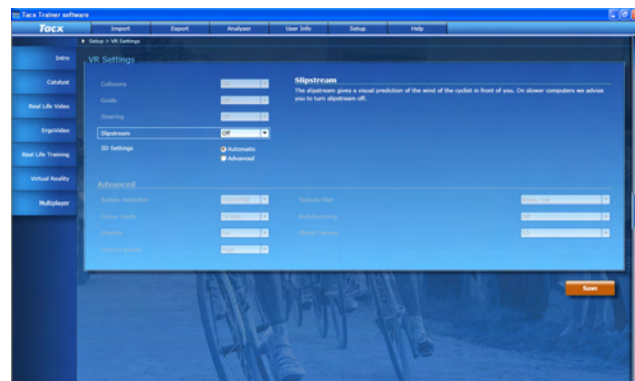 Tacx Trainer software
Tacx Import Export Analyser User Info Setup Help
Setup > VR Settings
Intro
Catalyst
Real Life Video
ErgoVideo
Real Life Training
Virtual Reality
Multiplayer
VR Settings
Collisions
Guide
Steering
Slipstream Off
3D Settings Automatic
Advanced
Slipstream
The slipstream gives a visual prediction of the wind of the cyclist in front of you. On slower computers we advise
you to turn slipstream off.
Advanced
Screen resolution
Colour depth
Shadow
Texture quality High
Texture filter
Multisampling Off
Object Density
Save